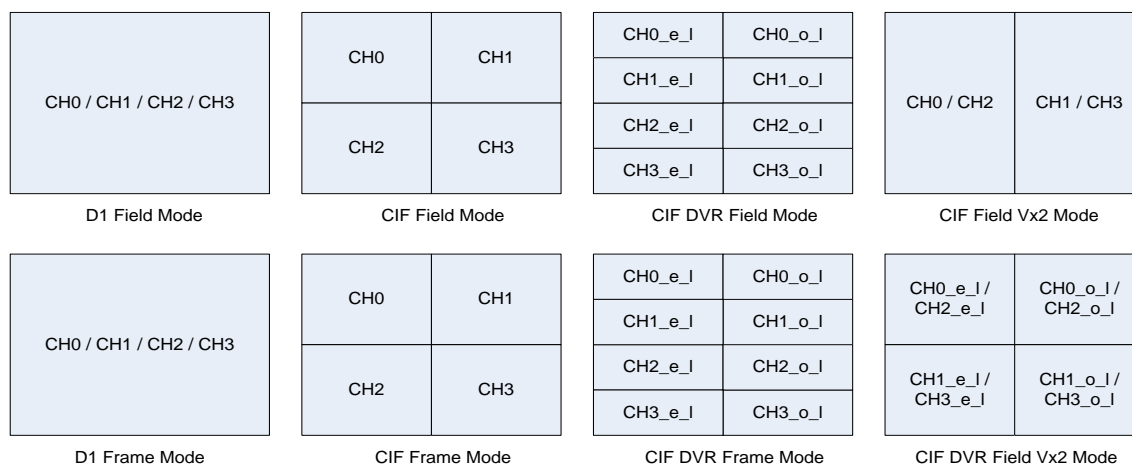 CH0 / CH1 / CH2 / CH3
D1 Field Mode
CH0 CH1
CH2 CH3
CIF Field Mode
CH0_e_l CH0_o_l
CH1_e_l CH1_o_l
CH2_e_l CH2_o_l
CH3_e_l CH3_o_l
CIF DVR Field Mode
CH0 / CH2 CH1 / CH3
CIF Field Vx2 Mode
CH0 / CH1 / CH2 / CH3
D1 Frame Mode
CH0 CH1
CH2 CH3
CIF Frame Mode
CH0_e_l CH0_o_l
CH1_e_l CH1_o_l
CH2_e_l CH2_o_l
CH3_e_l CH3_o_l
CIF DVR Frame Mode
CH0_e_l /
CH2_e_l
CH0_o_l /
CH2_o_l
CH1_e_l /
CH3_e_l
CH1_o_l /
CH3_o_l
CIF DVR Field Vx2 Mode